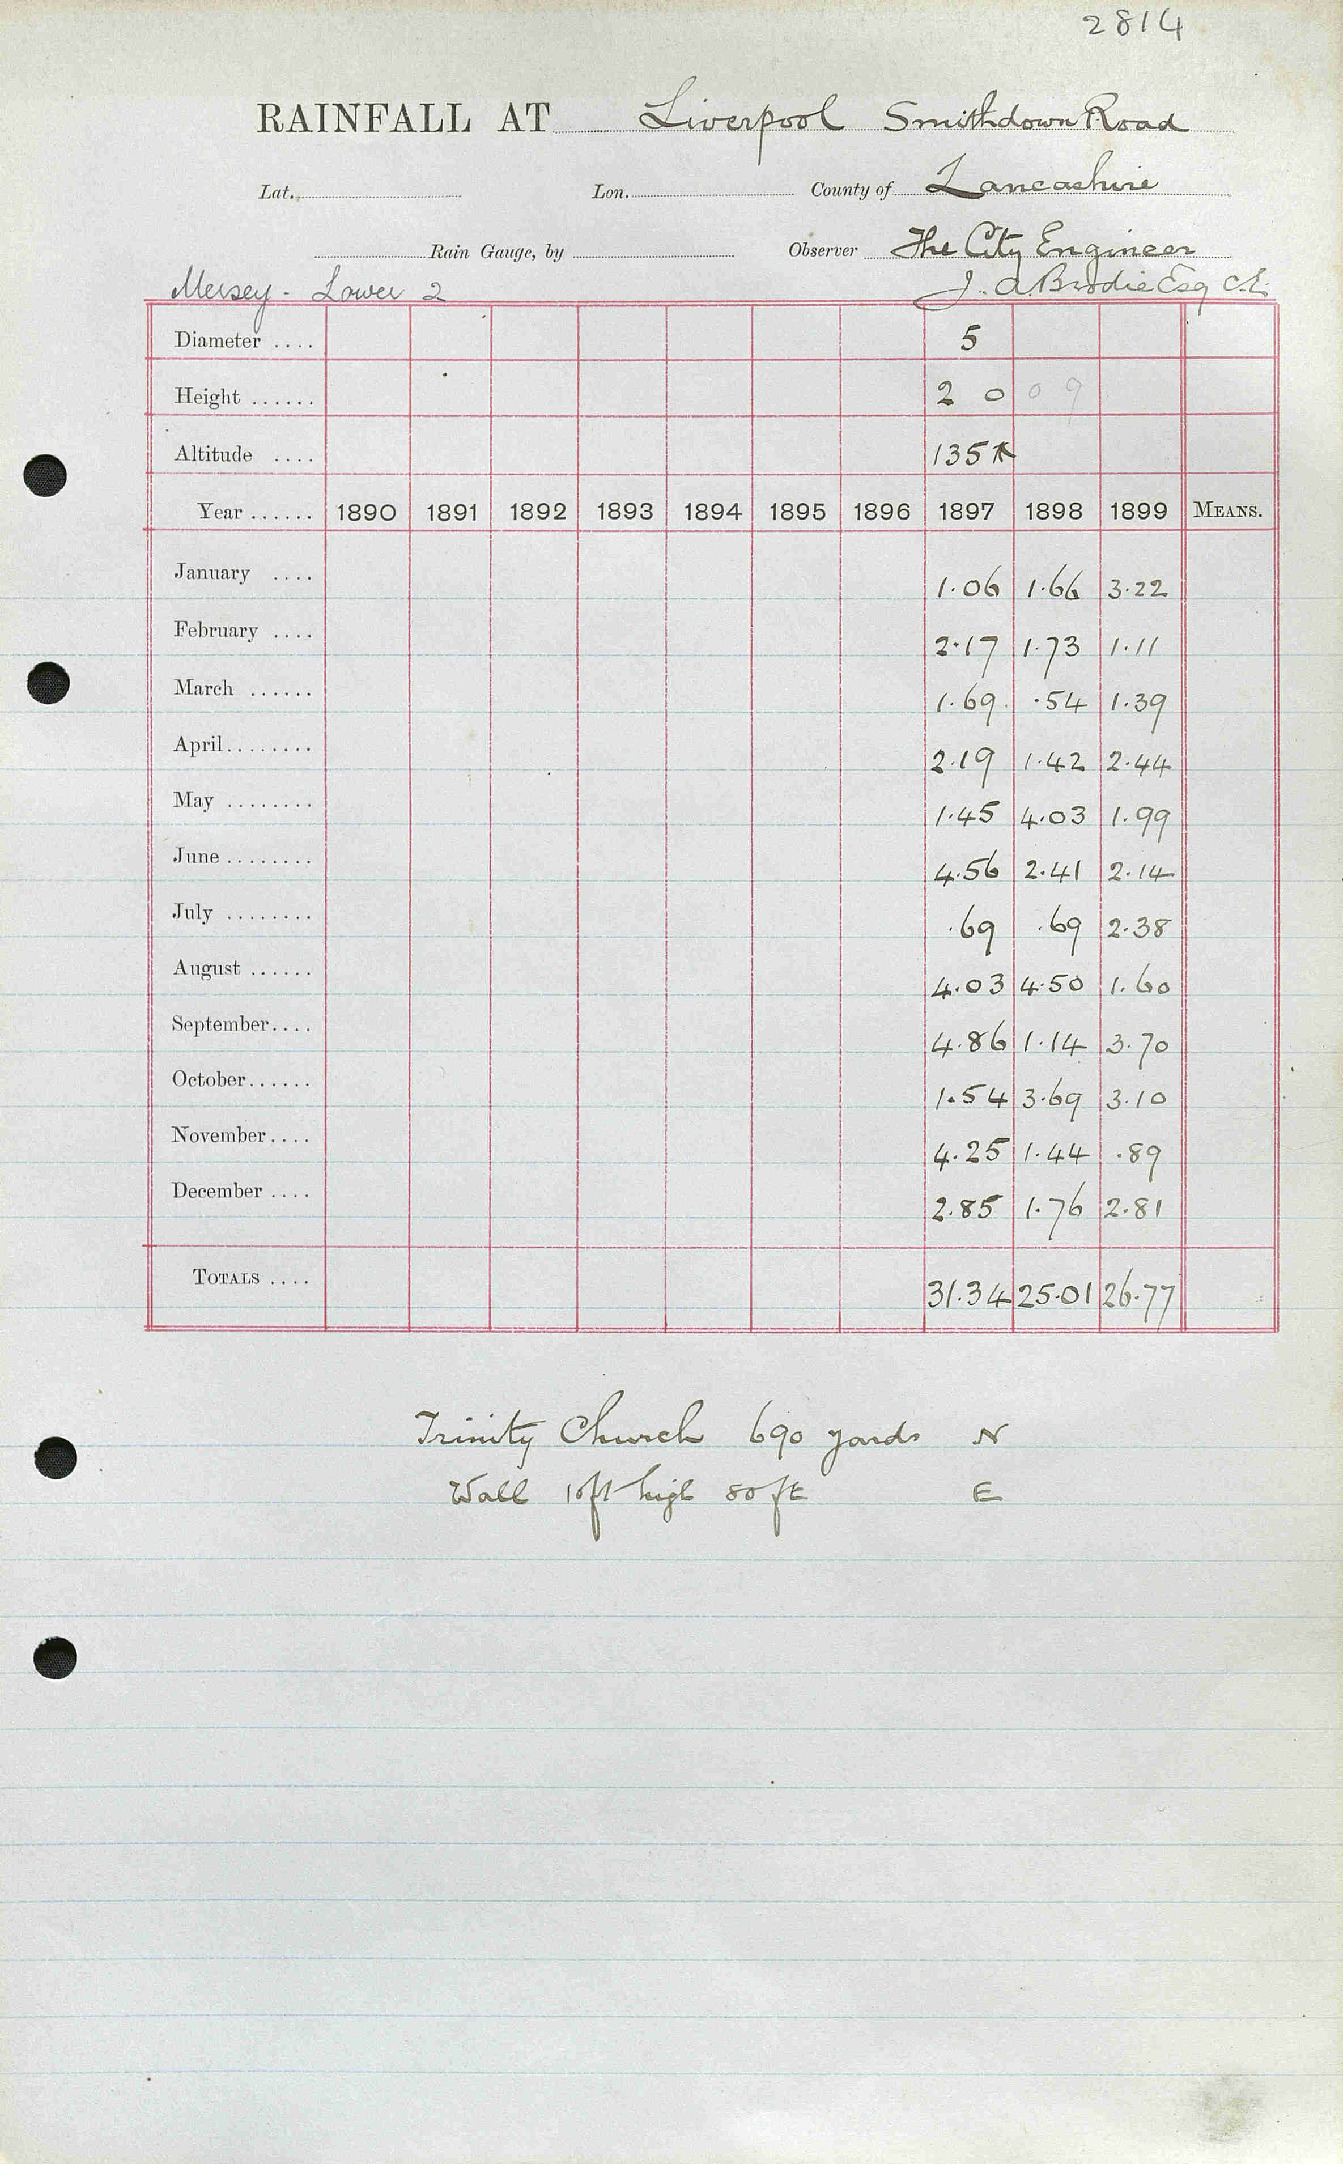 2814
RAINFALL AT Liverpool Smithdown Road
Lat. Lon. County of Lancashire
Rain Gauge, by Observer The City Engineer
Mersey - Lower 2 J. A. Brodie Esq C.E.
Diameter .... 5
Height ...... 2 0 0 9
Altitude .... 135
Year ...... 1890 1891 1892 1893 1894 1895 1896 1897 1898 1899 MEANS.
January .... 1.06 1.66 3.22
February .... 2.17 1.73 1.11
March ...... 1.69 .54 1.39
April ........ 2.19 1.42 2.44
May ........ 1.45 4.03 1.99
June ........ 4.56 2.41 2.14
July ........ .69 .69 2.38
August ...... 4.03 4.50 1.60
September.... 4.86 1.14 3.70
October...... 1.54 3.69 3.10
November.... 4.25 1.44 .89
December .... 2.85 1.76 2.81
TOTALS .... 31.34 25.01 26.77
Trinity Church 690 yards N
Wall 10ft high 80 ft E